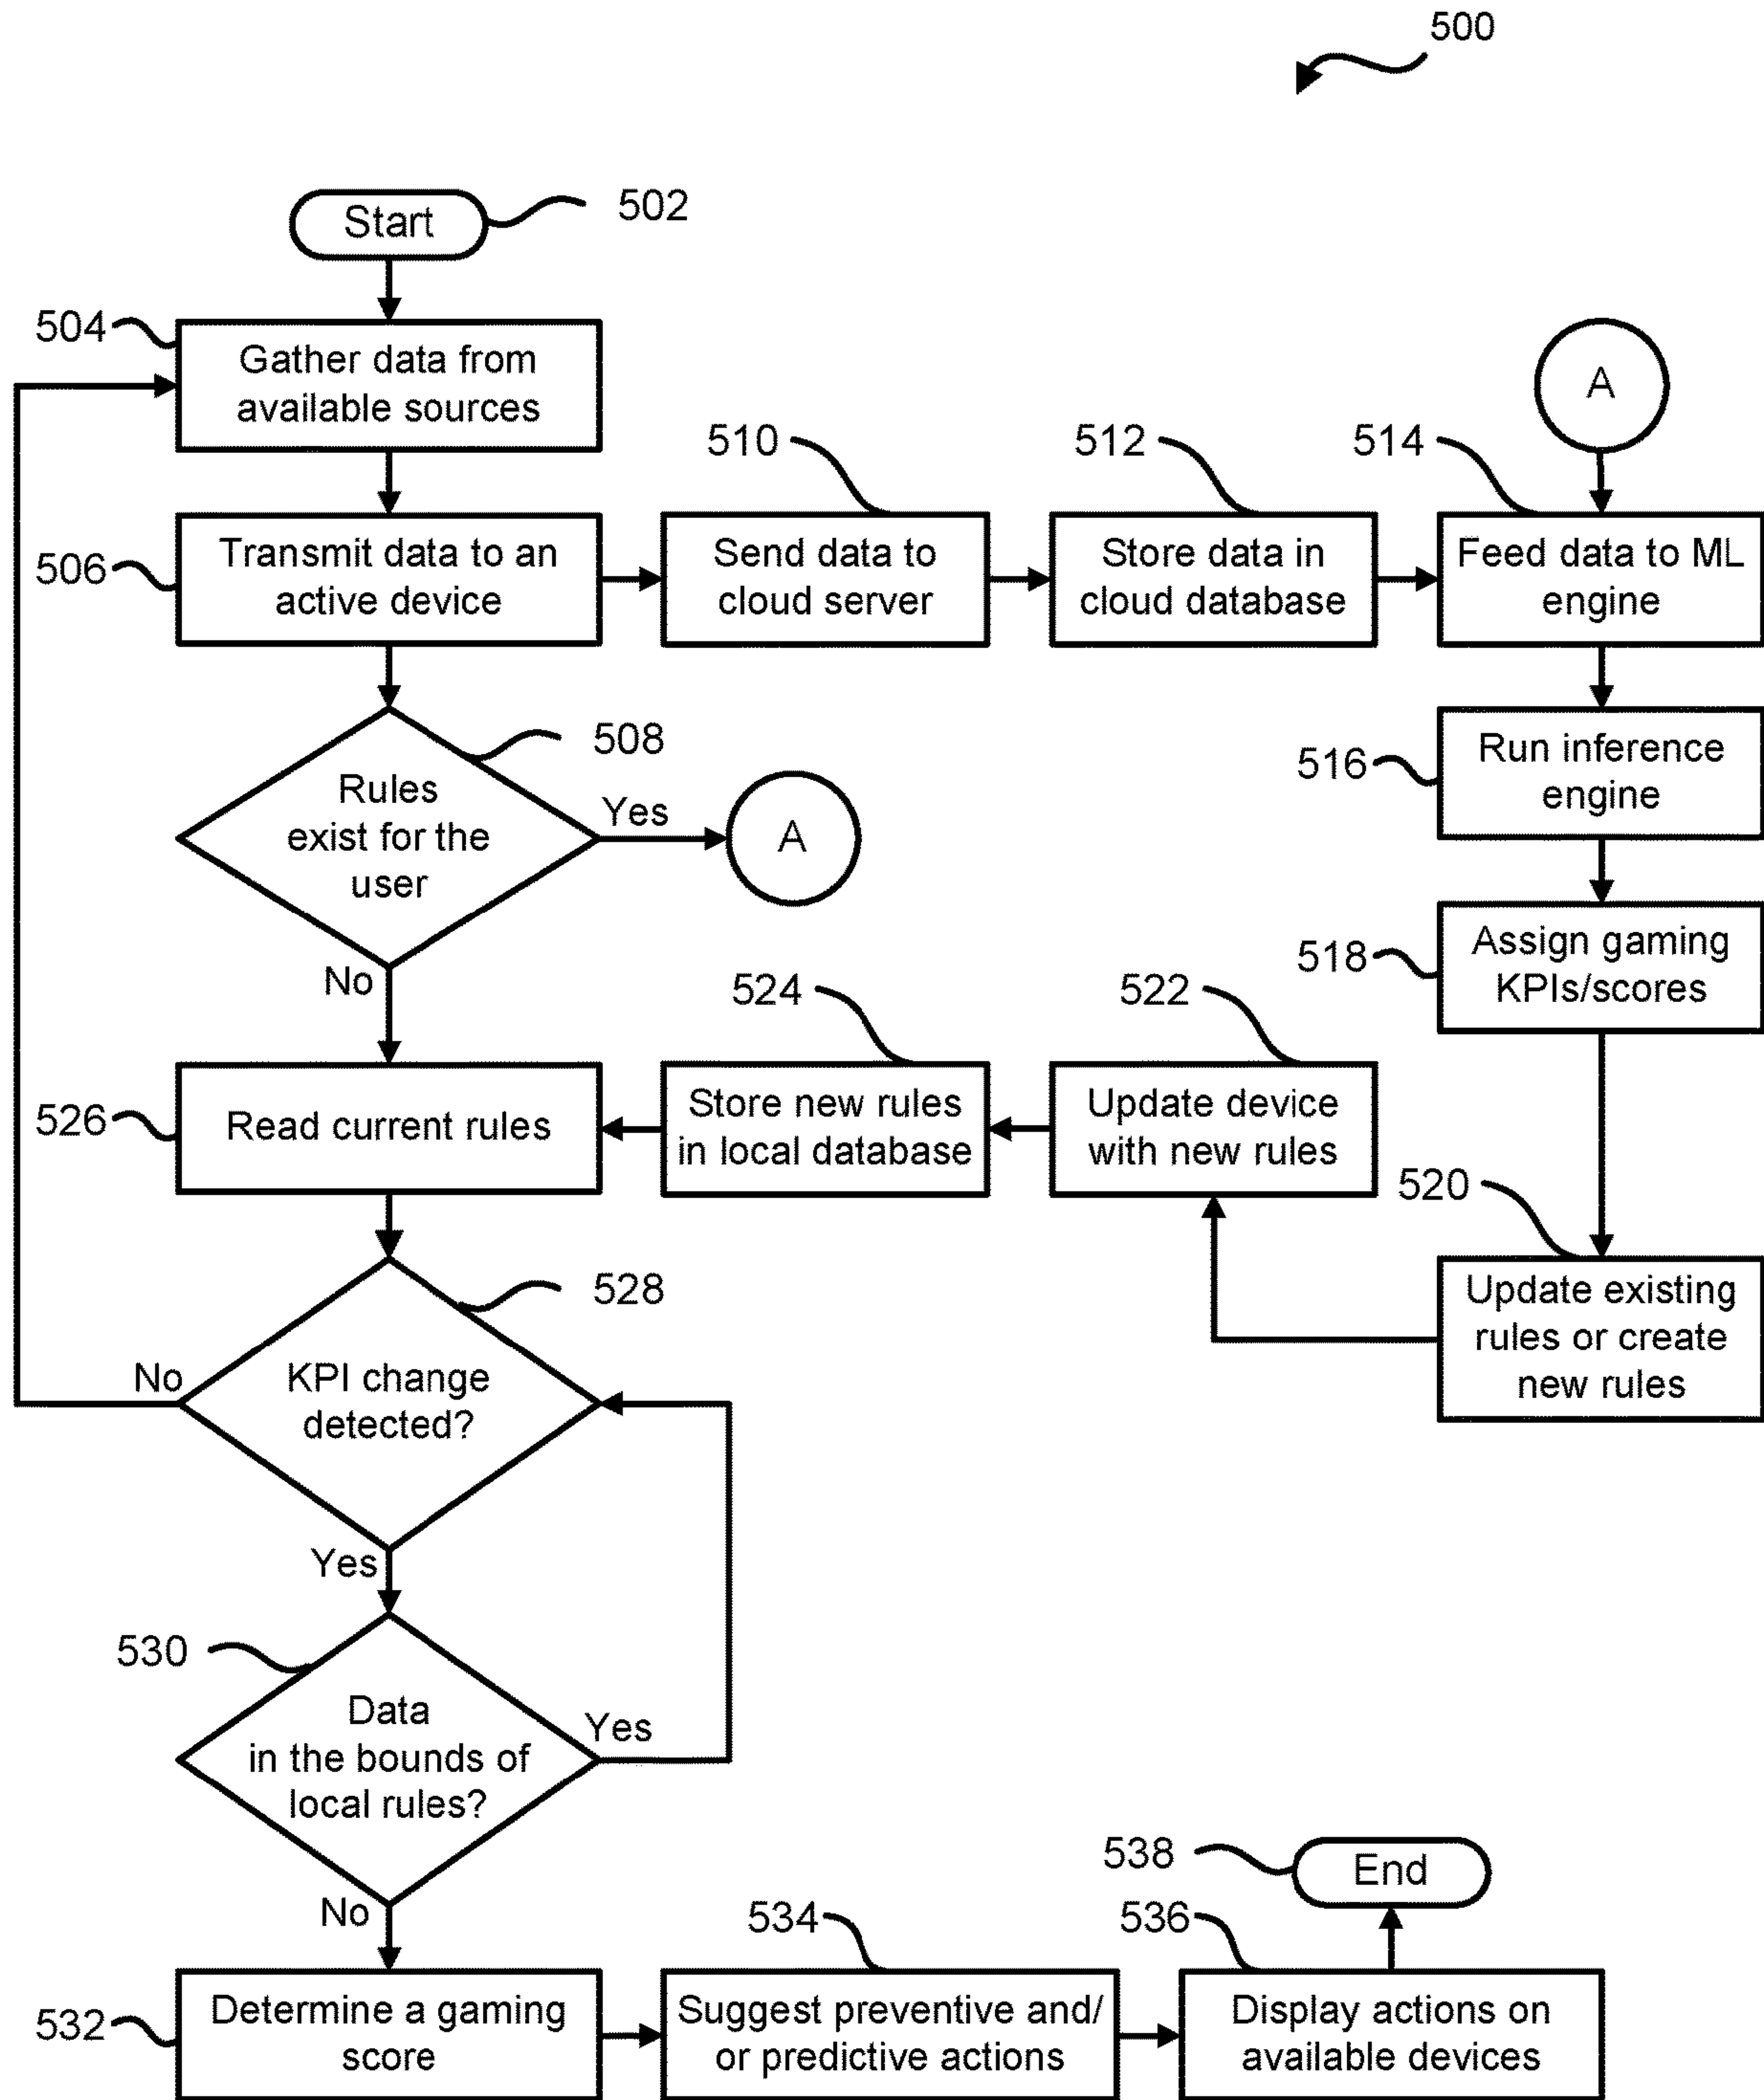 500
Start
502
504
Gather data from
available sources
A
510
512
514
506
Transmit data to an
active device
Send data to
cloud server
Store data in
cloud database
Feed data to ML
engine
508
Rules
exist for the
user
Yes
A
No
516
Run inference
engine
518
Assign gaming
KPIs/scores
524
522
526
Read current rules
Store new rules
in local database
Update device
with new rules
520
Update existing
rules or create
new rules
528
KPI change
detected?
No
Yes
530
Data
in the bounds of
local rules?
Yes
No
538
End
534
536
532
Determine a gaming
score
Suggest preventive and/
or predictive actions
Display actions on
available devices